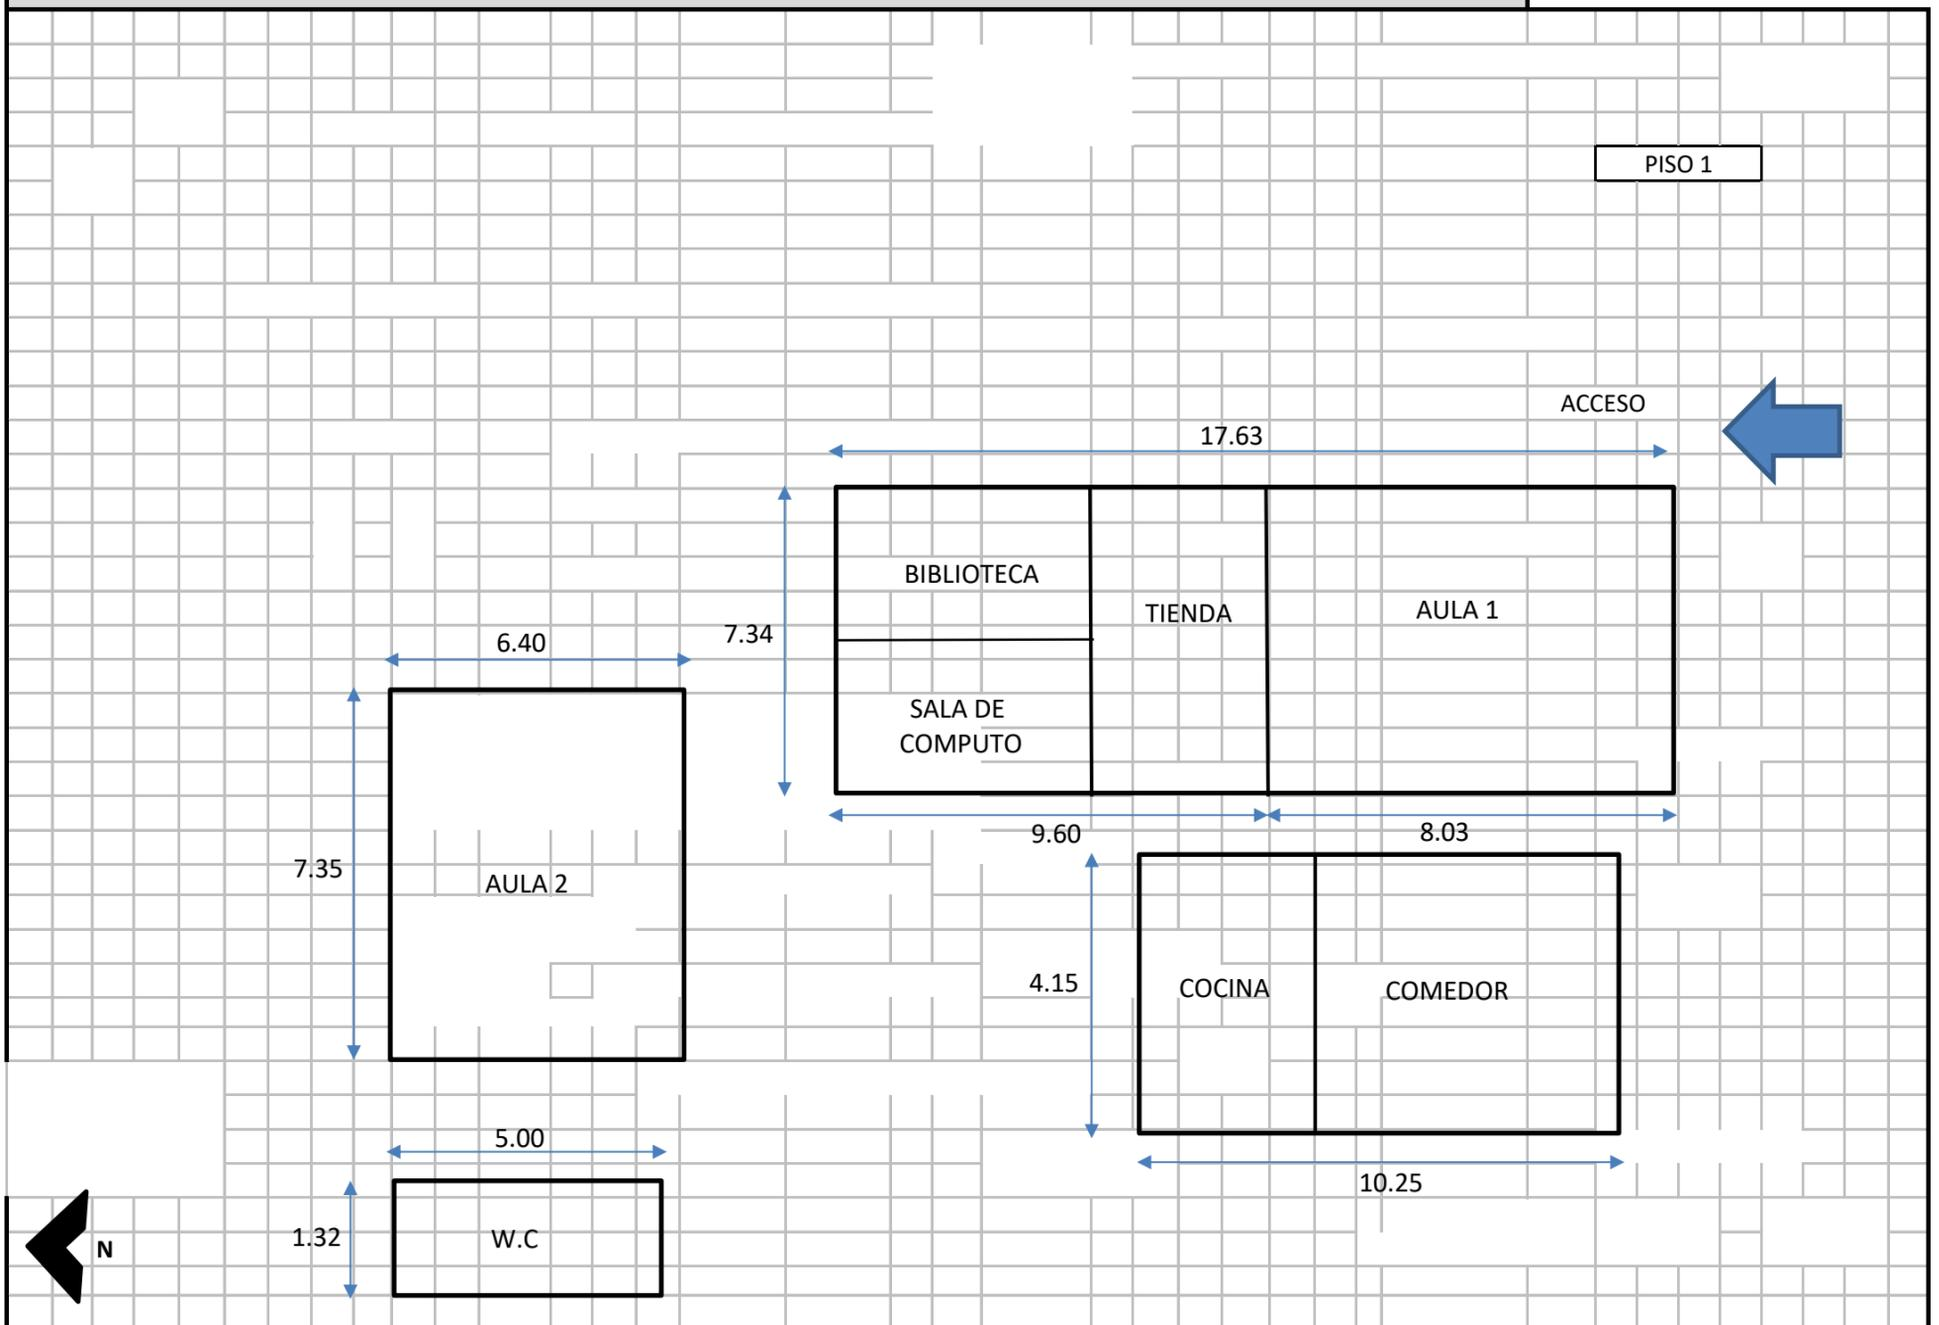 PISO 1
ACCESO
17.63
BIBLIOTECA
TIENDA
AULA 1
7.34
6.40
SALA DE
COMPUTO
9.60
8.03
7.35
AULA 2
4.15
COCINA
COMEDOR
5.00
10.25
1.32
W.C
N